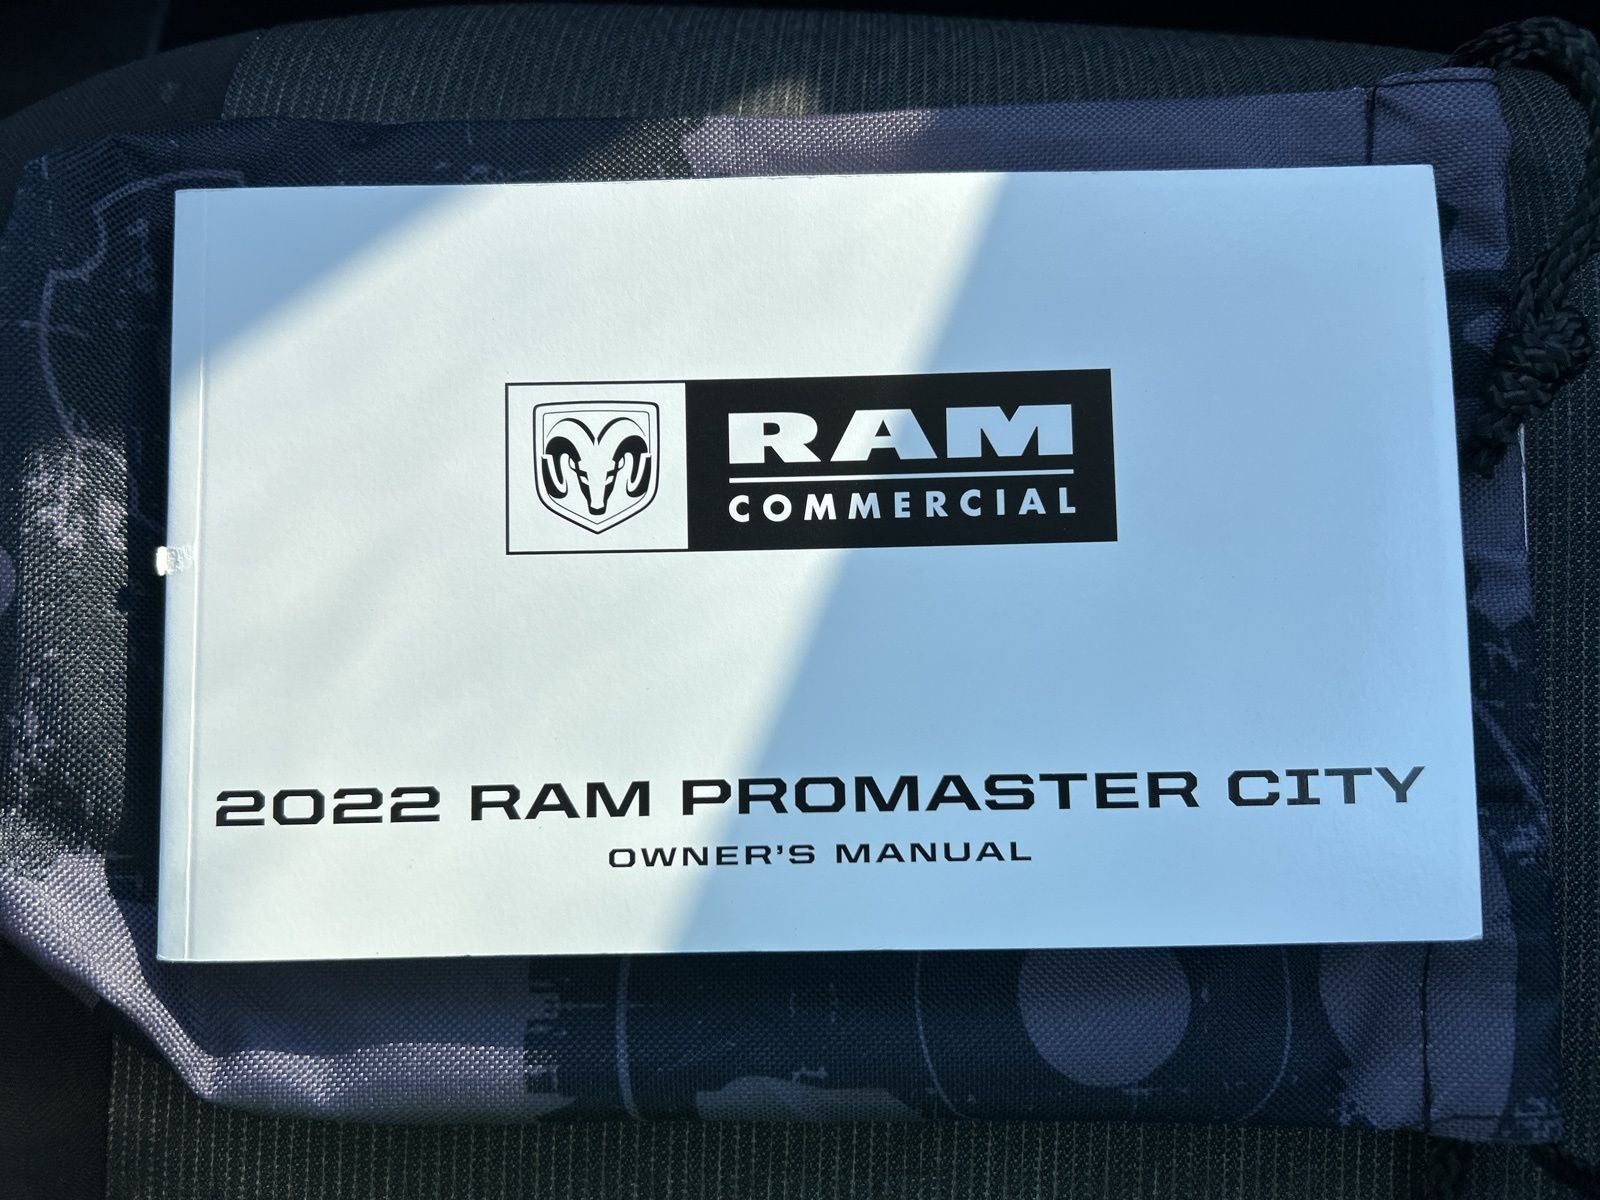 RAM
COMMERCIAL
2022 RAM PROMASTER CITY
OWNER'S MANUAL